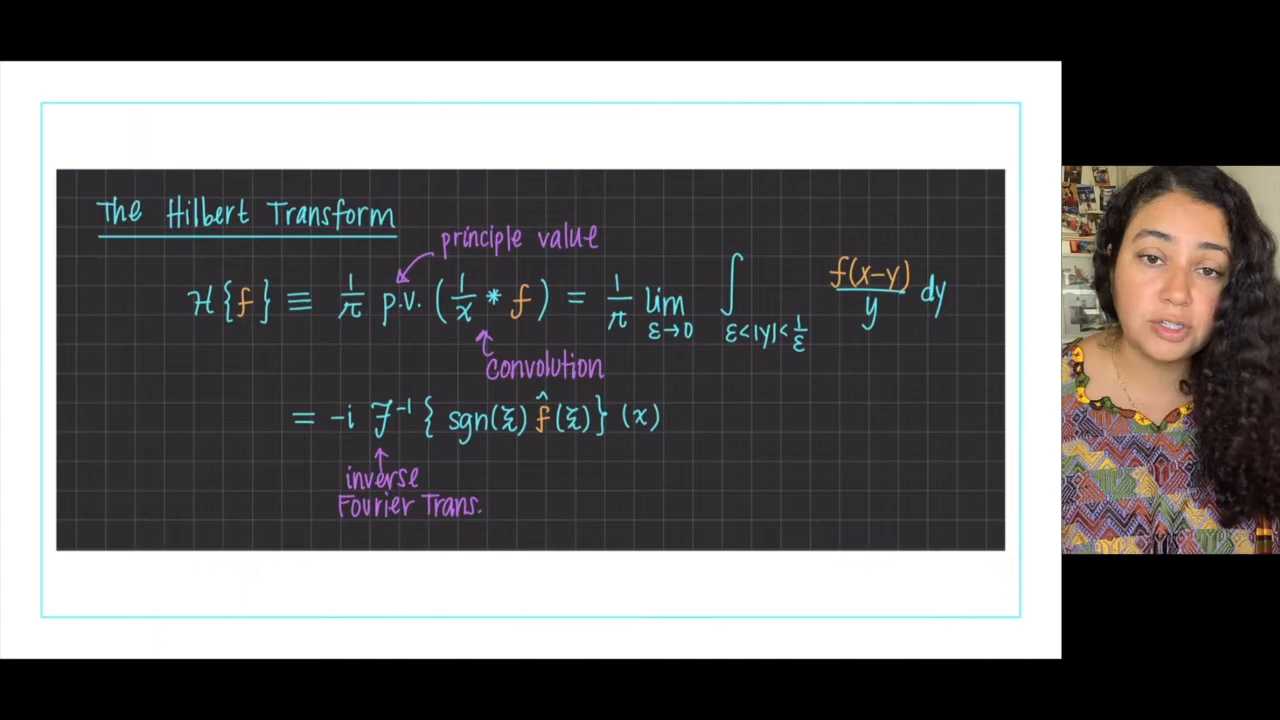 The Hilbert Transform
principle value
H{f} ≡ 1/π p.v. (1/x * f) = 1/π lim ε→0 ∫ ε<|y|<1/ε f(x-y)/y dy
convolution
= -i F⁻¹ { sgn(ξ) f̂(ξ)} (x)
inverse
Fourier Trans.